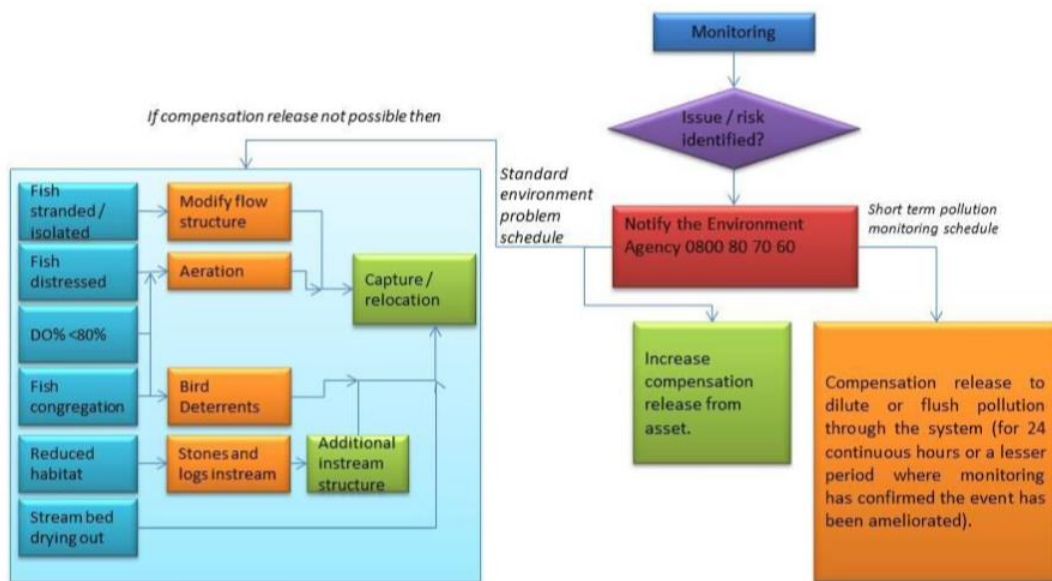 Monitoring
Issue / risk
identified?
If compensation release not possible then
Standard
environment
problem
schedule
Notify the Environment
Agency 0800 80 70 60
Short term pollution
monitoring schedule
Fish
stranded /
isolated
Modify flow
structure
Fish
distressed
Aeration
Capture /
relocation
DO% <80%
Fish
congregation
Bird
Deterrents
Reduced
habitat
Stones and
logs instream
Additional
instream
structure
Stream bed
drying out
Increase
compensation
release from
asset.
Compensation release to
dilute or flush pollution
through the system (for 24
continuous hours or a lesser
period where monitoring
has confirmed the event has
been ameliorated).